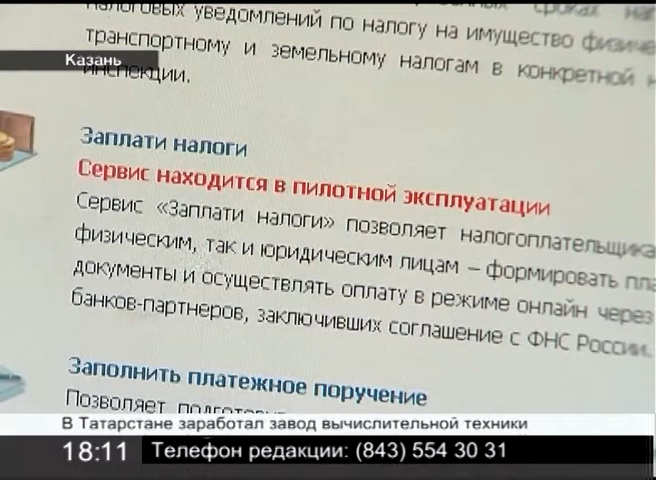 налоговых уведомлений по налогу на имущество физиче
транспортному и земельному налогам в конкретной
Казань
инспекции.
Заплати налоги
Сервис находится в пилотной эксплуатации
Сервис «Заплати налоги» позволяет налогоплательщика
физическим, так и юридическим лицам – формировать пла
документы и осуществлять оплату в режиме онлайн через
банков-партнеров, заключивших соглашение с ФНС России.
Заполнить платежное поручение
Позволяет
В Татарстане заработал завод вычислительной техники
18:11 Телефон редакции: (843) 554 30 31